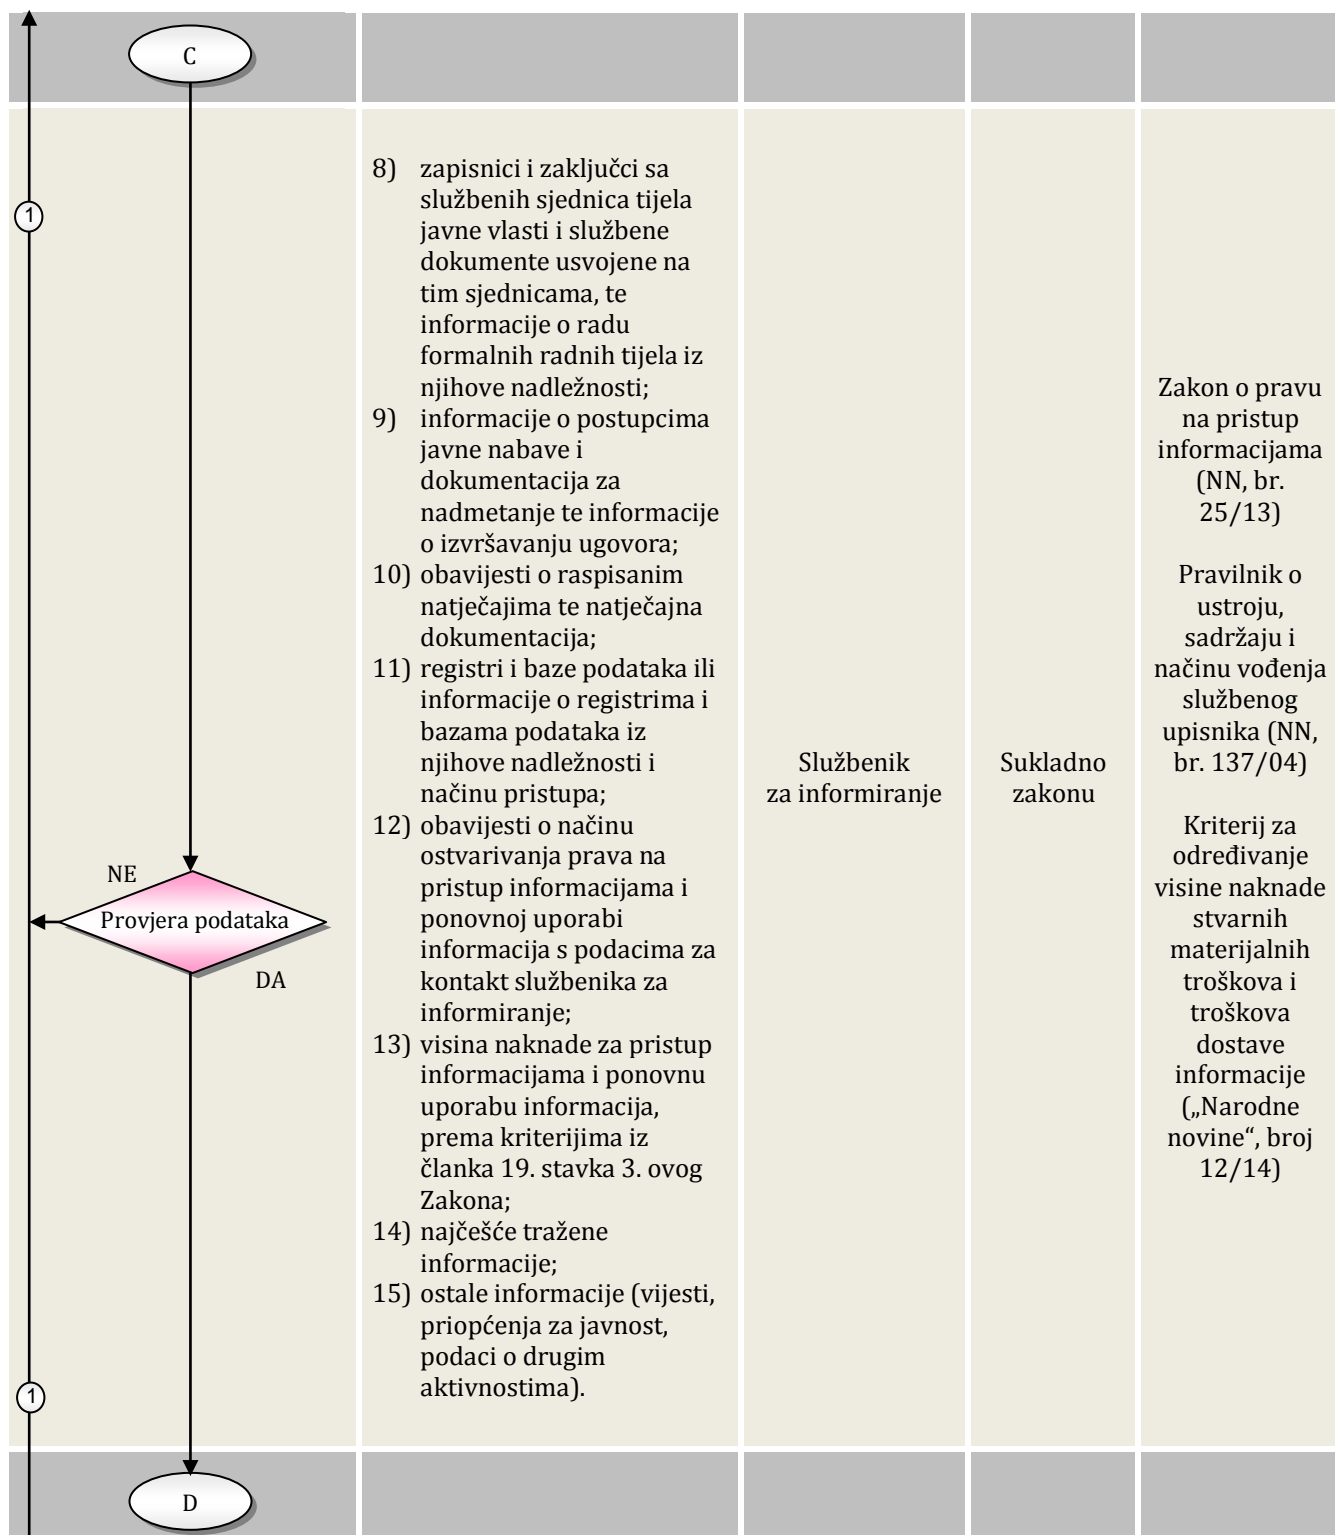 C
1
8) zapisnici i zaključci sa
službenih sjednica tijela
javne vlasti i službene
dokumente usvojene na
tim sjednicama, te
informacije o radu
formalnih radnih tijela iz
njihove nadležnosti;
9) informacije o postupcima
javne nabave i
dokumentacija za
nadmetanje te informacije
o izvršavanju ugovora;
10) obavijesti o raspisanim
natječajima te natječajna
dokumentacija;
11) registri i baze podataka ili
informacije o registrima i
bazama podataka iz
njihove nadležnosti i
načinu pristupa;
12) obavijesti o načinu
ostvarivanja prava na
pristup informacijama i
ponovnoj uporabi
informacija s podacima za
kontakt službenika za
informiranje;
13) visina naknade za pristup
informacijama i ponovnu
uporabu informacija,
prema kriterijima iz
članka 19. stavka 3. ovog
Zakona;
14) najčešće tražene
informacije;
15) ostale informacije (vijesti,
priopćenja za javnost,
podaci o drugim
aktivnostima).
NE
Provjera podataka
DA
1
Službenik
za informiranje
Sukladno
zakonu
Zakon o pravu
na pristup
informacijama
(NN, br.
25/13)
Pravilnik o
ustroju,
sadržaju i
načinu vođenja
službenog
upisnika (NN,
br. 137/04)
Kriterij za
određivanje
visine naknade
stvarnih
materijalnih
troškova i
troškova
dostave
informacije
(„Narodne
novine“, broj
12/14)
D